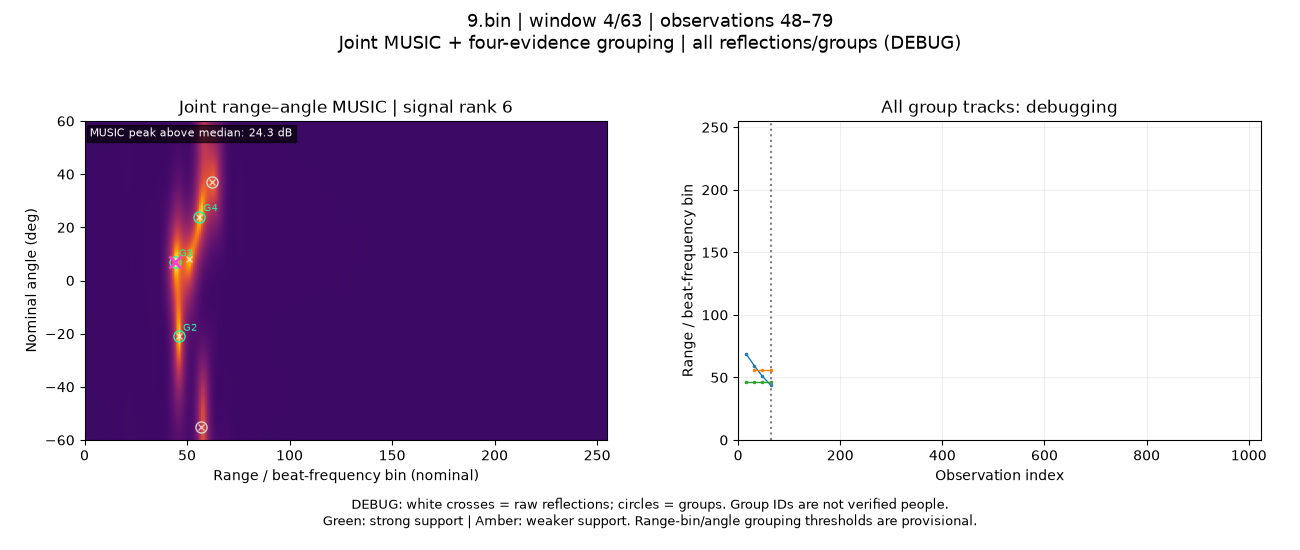 9.bin | window 4/63 | observations 48–79
Joint MUSIC + four-evidence grouping | all reflections/groups (DEBUG)
Joint range–angle MUSIC | signal rank 6
MUSIC peak above median: 24.3 dB
60
40
20
0
−20
−40
−60
Nominal angle (deg)
G4
G2
0
50
100
150
200
250
Range / beat-frequency bin (nominal)
All group tracks: debugging
250
200
150
100
50
0
Range / beat-frequency bin
0
200
400
600
800
1000
Observation index
DEBUG: white crosses = raw reflections; circles = groups. Group IDs are not verified people.
Green: strong support | Amber: weaker support. Range-bin/angle grouping thresholds are provisional.